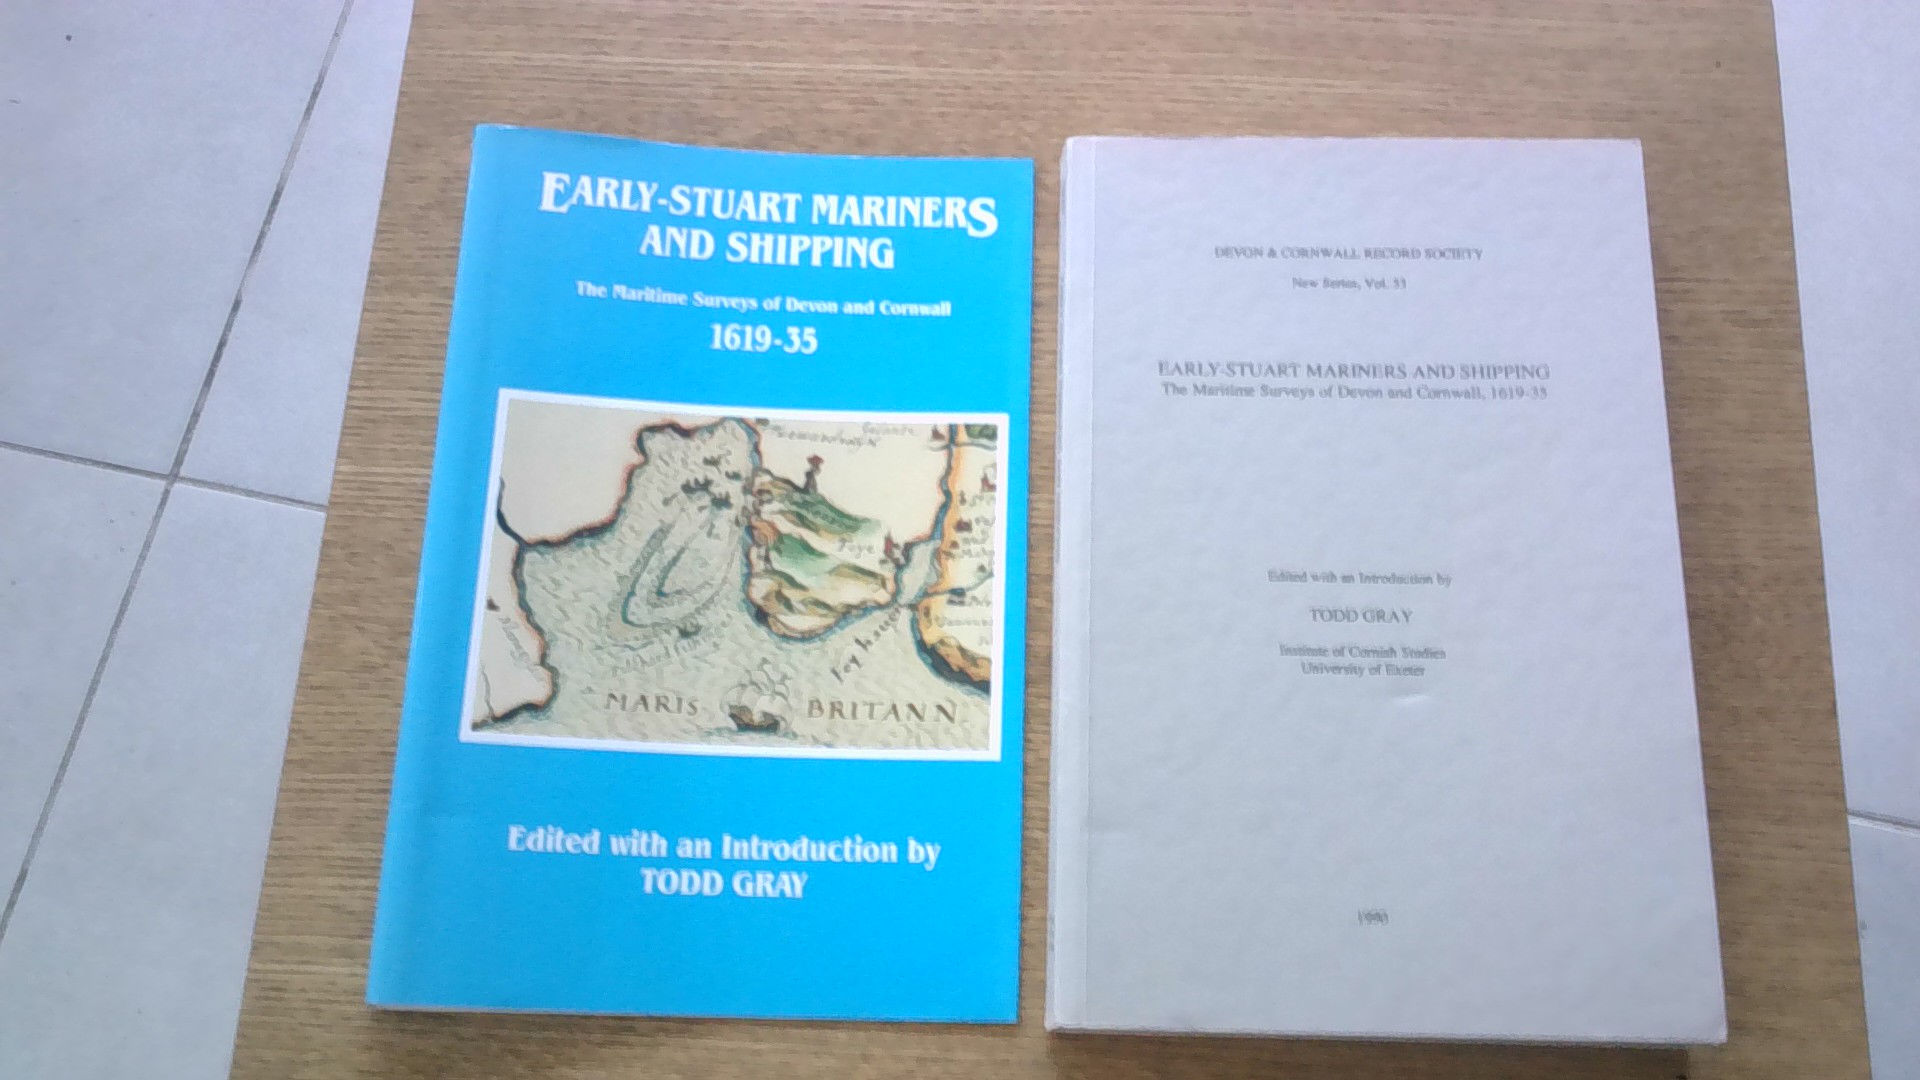 EARLY-STUART MARINERS
AND SHIPPING
The Maritime Surveys of Devon and Cornwall
1619-35
Foye
Foy haven
MARIS BRITANN
Edited with an Introduction by
TODD GRAY
DEVON & CORNWALL RECORD SOCIETY
New Series, Vol. 33
EARLY-STUART MARINERS AND SHIPPING
The Maritime Surveys of Devon and Cornwall, 1619-35
Edited with an Introduction by
TODD GRAY
Institute of Cornish Studies
University of Exeter
1990